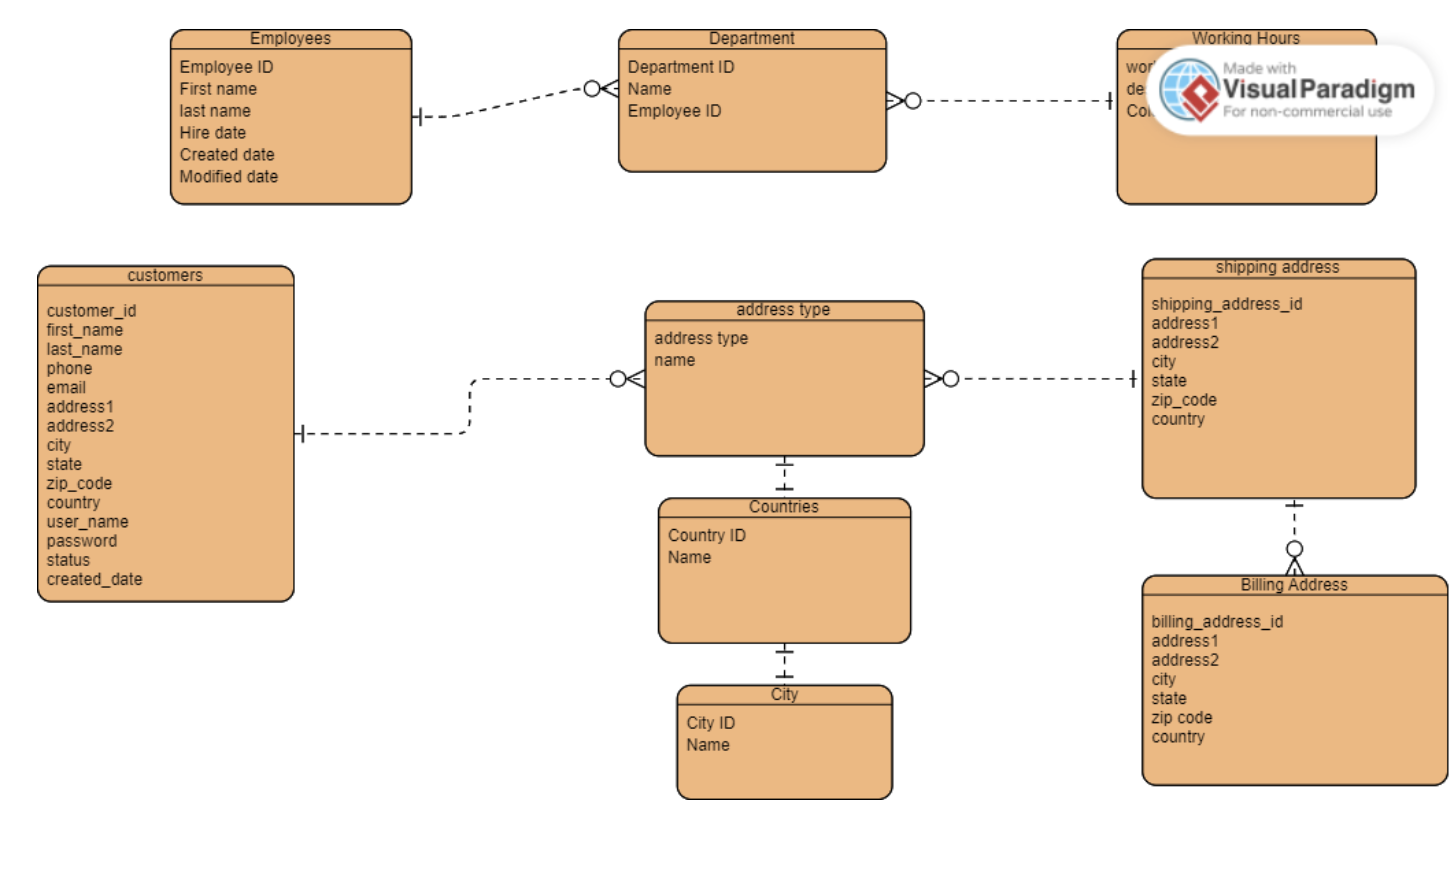 Employees
Employee ID
First name
last name
Hire date
Created date
Modified date
Department
Department ID
Name
Employee ID
Working Hours
Made with
VisualParadigm
For non-commercial use
customers
customer_id
first_name
last_name
phone
email
address1
address2
city
state
zip_code
country
user_name
password
status
created_date
address type
address type
name
shipping address
shipping_address_id
address1
address2
city
state
zip_code
country
Countries
Country ID
Name
City
City ID
Name
Billing Address
billing_address_id
address1
address2
city
state
zip code
country